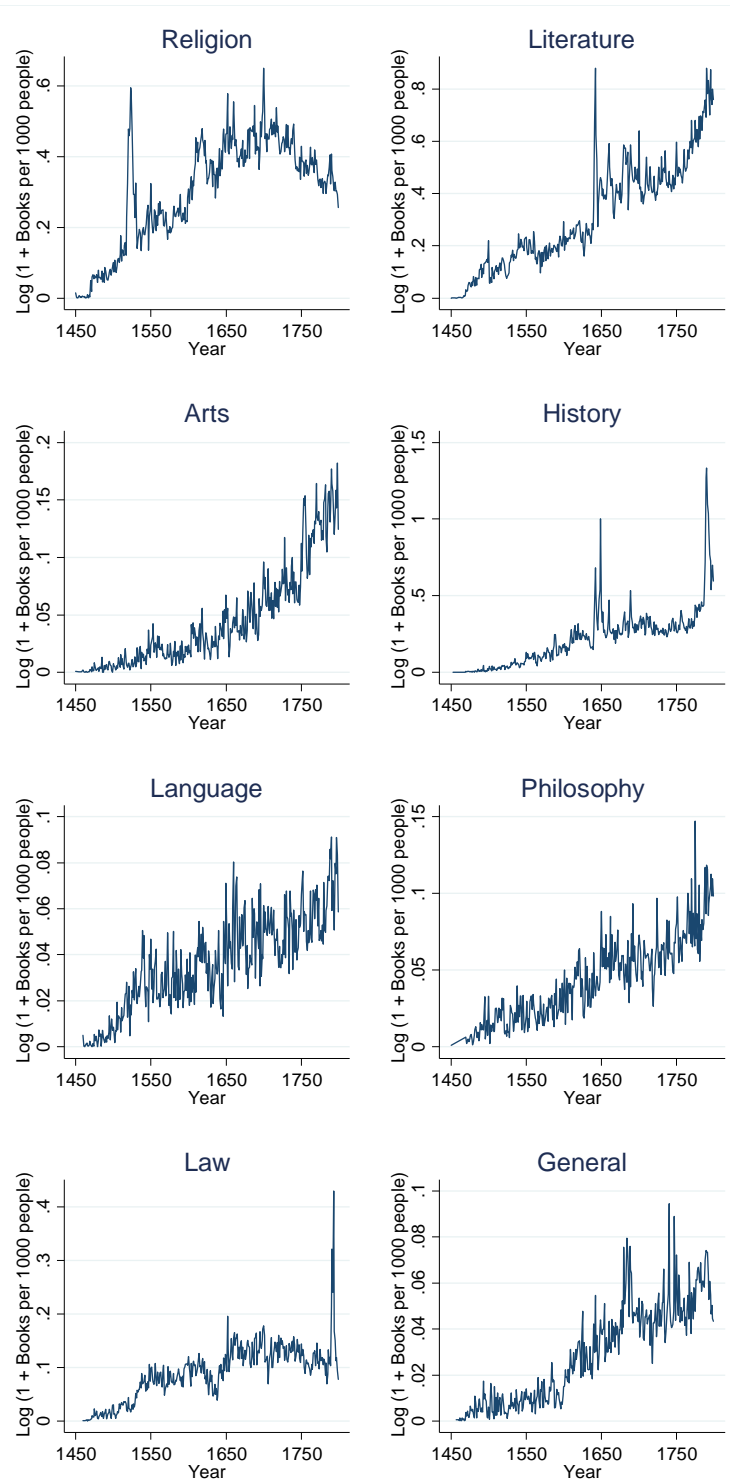 Religion
Log (1 + Books per 1000 people)
.6
.4
.2
0
1450 1550 1650 1750
Year
Literature
Log (1 + Books per 1000 people)
.8
.6
.4
.2
0
1450 1550 1650 1750
Year
Arts
Log (1 + Books per 1000 people)
.2
.15
.1
.05
0
1450 1550 1650 1750
Year
History
Log (1 + Books per 1000 people)
1.5
1
.5
0
1450 1550 1650 1750
Year
Language
Log (1 + Books per 1000 people)
.1
.08
.06
.04
.02
0
1450 1550 1650 1750
Year
Philosophy
Log (1 + Books per 1000 people)
.15
.1
.05
0
1450 1550 1650 1750
Year
Law
Log (1 + Books per 1000 people)
.4
.3
.2
.1
0
1450 1550 1650 1750
Year
General
Log (1 + Books per 1000 people)
.1
.08
.06
.04
.02
0
1450 1550 1650 1750
Year